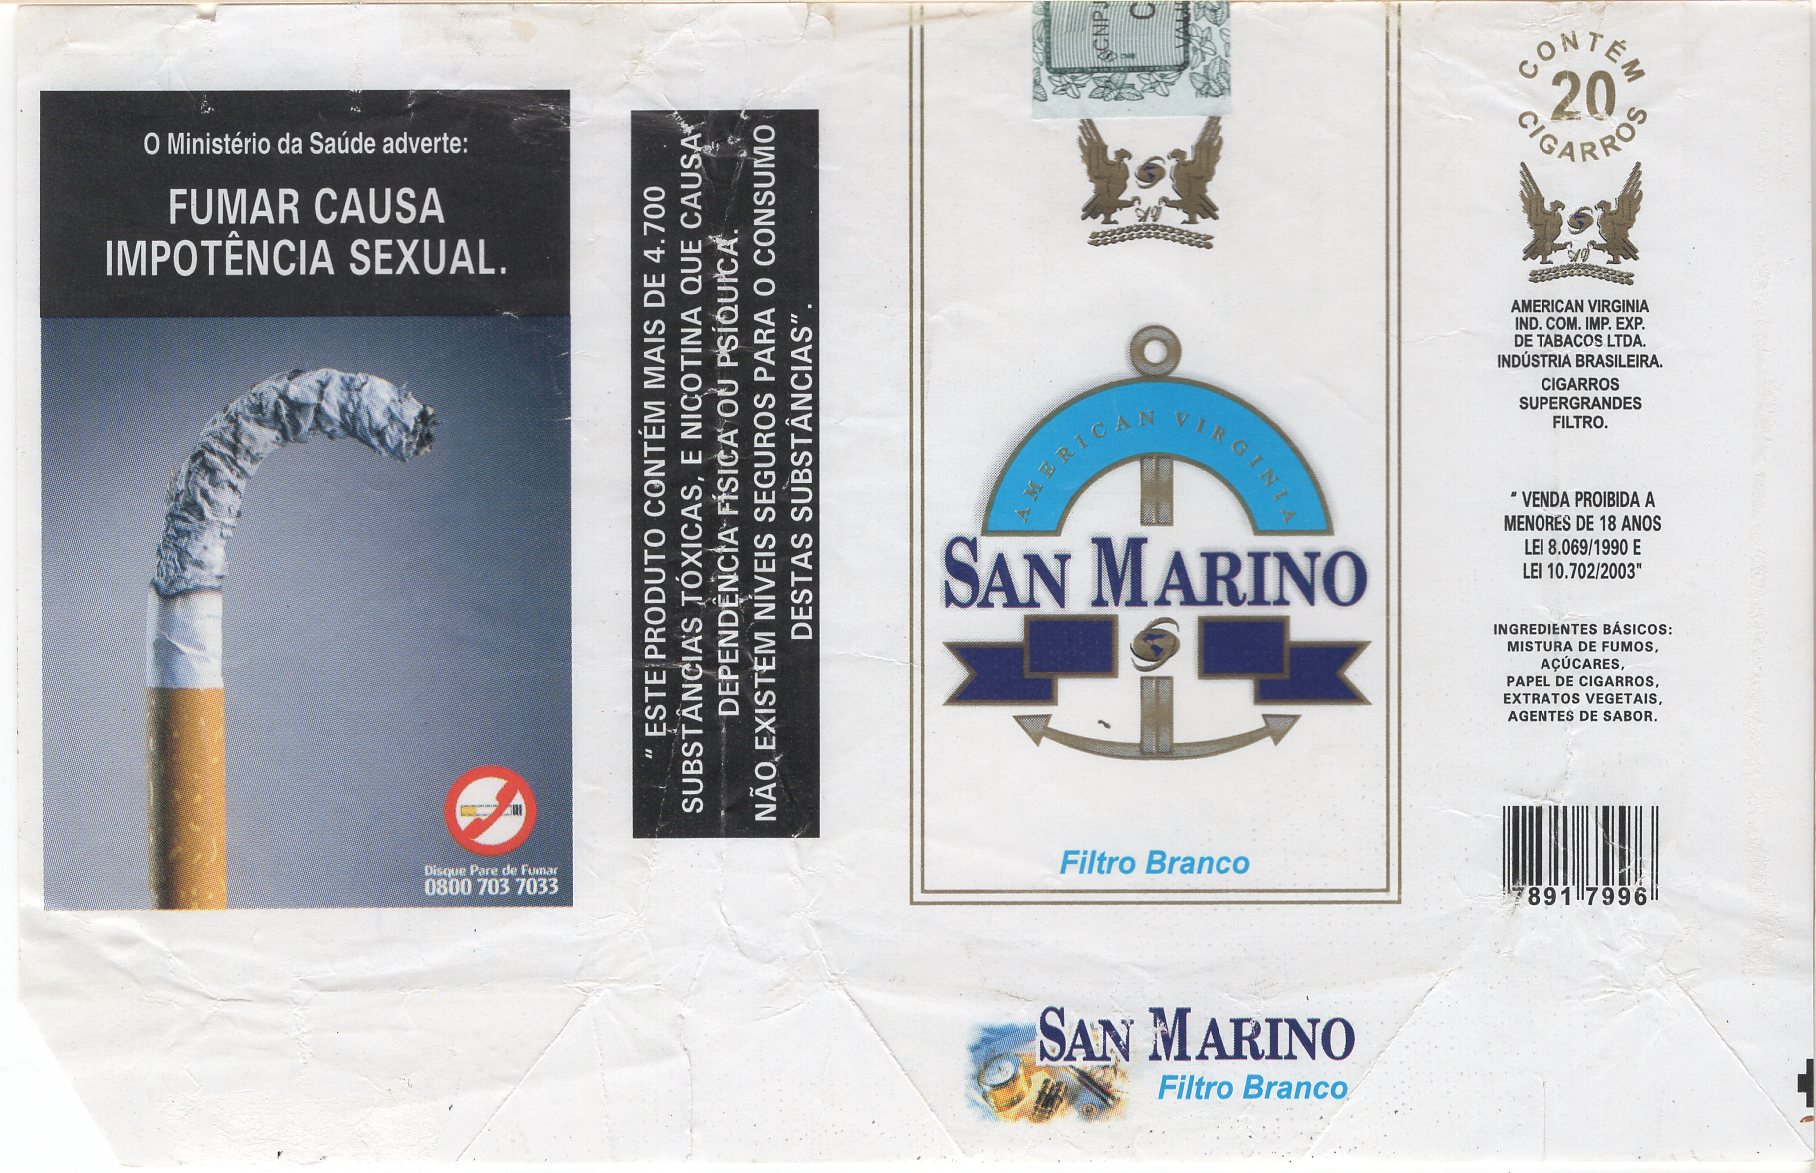 O Ministério da Saúde adverte:
FUMAR CAUSA
IMPOTÊNCIA SEXUAL.
Disque Pare de Fumar
0800 703 7033
“ ESTE PRODUTO CONTÉM MAIS DE 4.700
SUBSTÂNCIAS TÓXICAS, E NICOTINA QUE CAUSA
DEPENDÊNCIA FÍSICA OU PSÍQUICA.
NÃO EXISTEM NÍVEIS SEGUROS PARA O CONSUMO
DESTAS SUBSTÂNCIAS”.
CNPJ
AMERICAN VIRGINIA
SAN MARINO
Filtro Branco
SAN MARINO
Filtro Branco
CONTÉM
20
CIGARROS
AMERICAN VIRGINIA
IND. COM. IMP. EXP.
DE TABACOS LTDA.
INDÚSTRIA BRASILEIRA.
CIGARROS
SUPERGRANDES
FILTRO.
“ VENDA PROIBIDA A
MENORES DE 18 ANOS
LEI 8.069/1990 E
LEI 10.702/2003"
INGREDIENTES BÁSICOS:
MISTURA DE FUMOS,
AÇÚCARES,
PAPEL DE CIGARROS,
EXTRATOS VEGETAIS,
AGENTES DE SABOR.
7891 7996